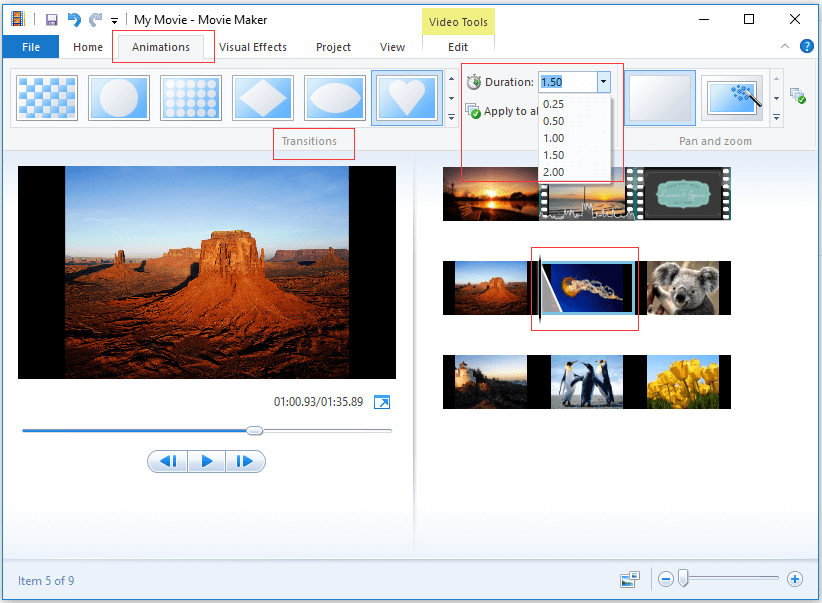 My Movie - Movie Maker
Video Tools
File
Home
Animations
Visual Effects
Project
View
Edit
Duration: 1.50
Apply to al
0.25
0.50
1.00
1.50
2.00
Transitions
Pan and zoom
01:00.93/01:35.89
Item 5 of 9